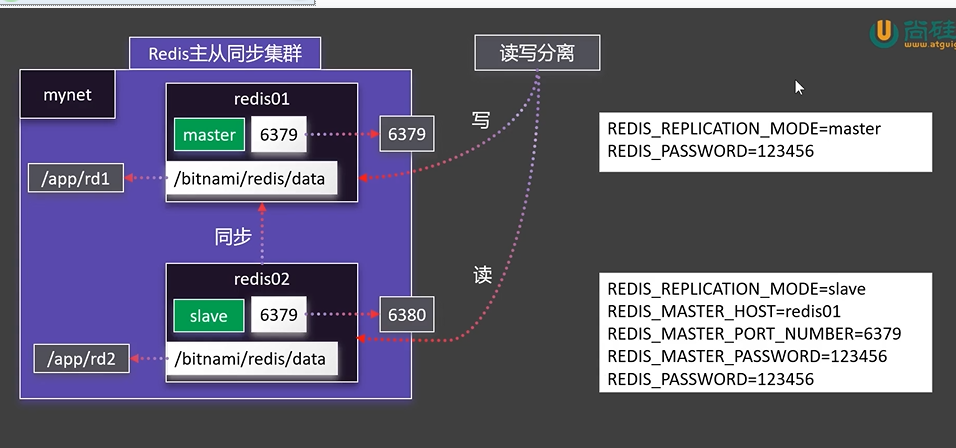 Redis主从同步集群
读写分离
尚硅
www.atguig
mynet
redis01
master
6379
6379
写
/app/rd1
/bitnami/redis/data
REDIS_REPLICATION_MODE=master
REDIS_PASSWORD=123456
同步
redis02
读
slave
6379
6380
/app/rd2
/bitnami/redis/data
REDIS_REPLICATION_MODE=slave
REDIS_MASTER_HOST=redis01
REDIS_MASTER_PORT_NUMBER=6379
REDIS_MASTER_PASSWORD=123456
REDIS_PASSWORD=123456